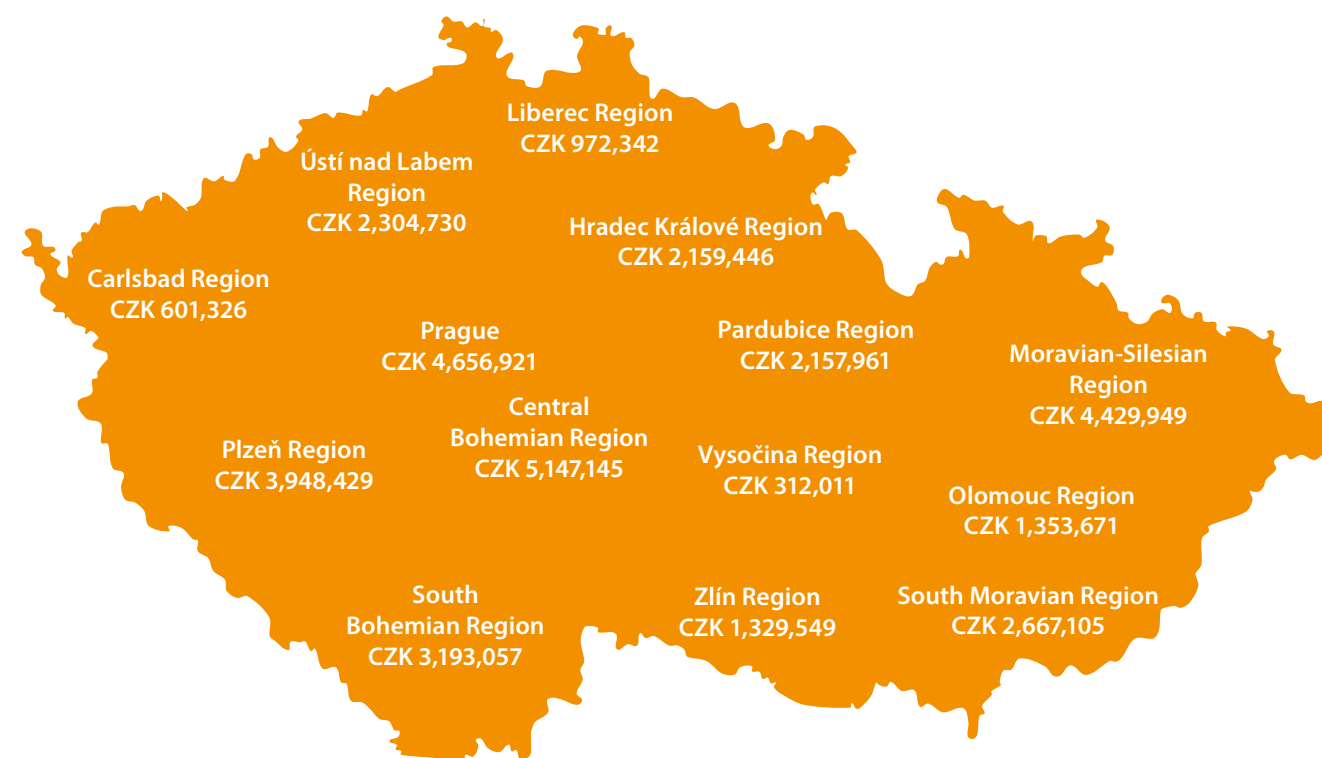 Liberec Region
CZK 972,342
Ústí nad Labem
Region
CZK 2,304,730
Hradec Králové Region
CZK 2,159,446
Carlsbad Region
CZK 601,326
Prague
CZK 4,656,921
Pardubice Region
CZK 2,157,961
Moravian-Silesian
Region
CZK 4,429,949
Central
Bohemian Region
CZK 5,147,145
Plzeň Region
CZK 3,948,429
Vysočina Region
CZK 312,011
Olomouc Region
CZK 1,353,671
South
Bohemian Region
CZK 3,193,057
Zlín Region
CZK 1,329,549
South Moravian Region
CZK 2,667,105